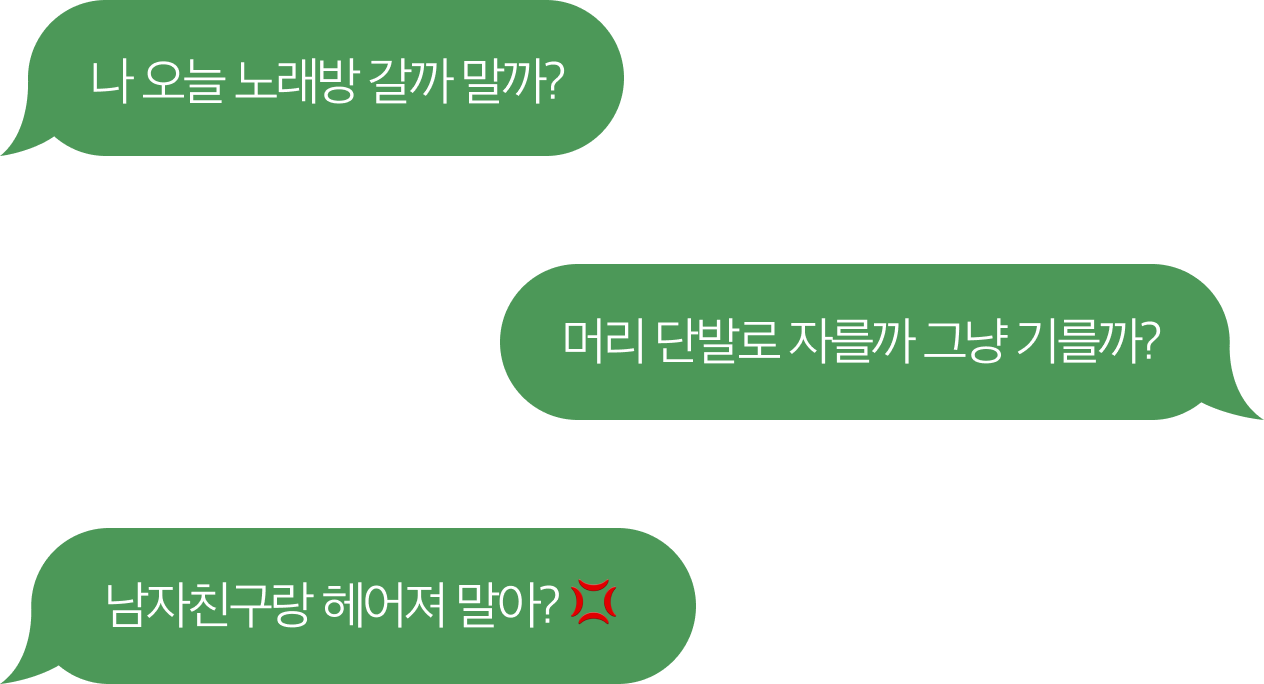 나 오늘 노래방 갈까 말까?
머리 단발로 자를까 그냥 기를까?
남자친구랑 헤어져 말아?💢